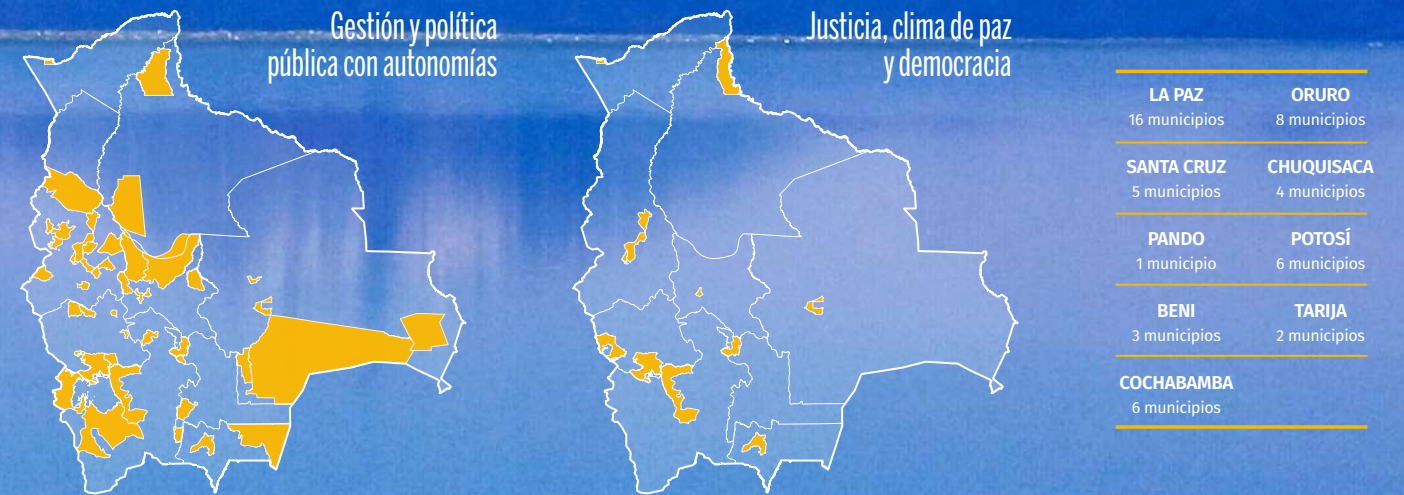 Gestión y política
pública con autonomías
Justicia, clima de paz
y democracia
LA PAZ
16 municipios
ORURO
8 municipios
SANTA CRUZ
5 municipios
CHUQUISACA
4 municipios
PANDO
1 municipio
POTOSÍ
6 municipios
BENI
3 municipios
TARIJA
2 municipios
COCHABAMBA
6 municipios